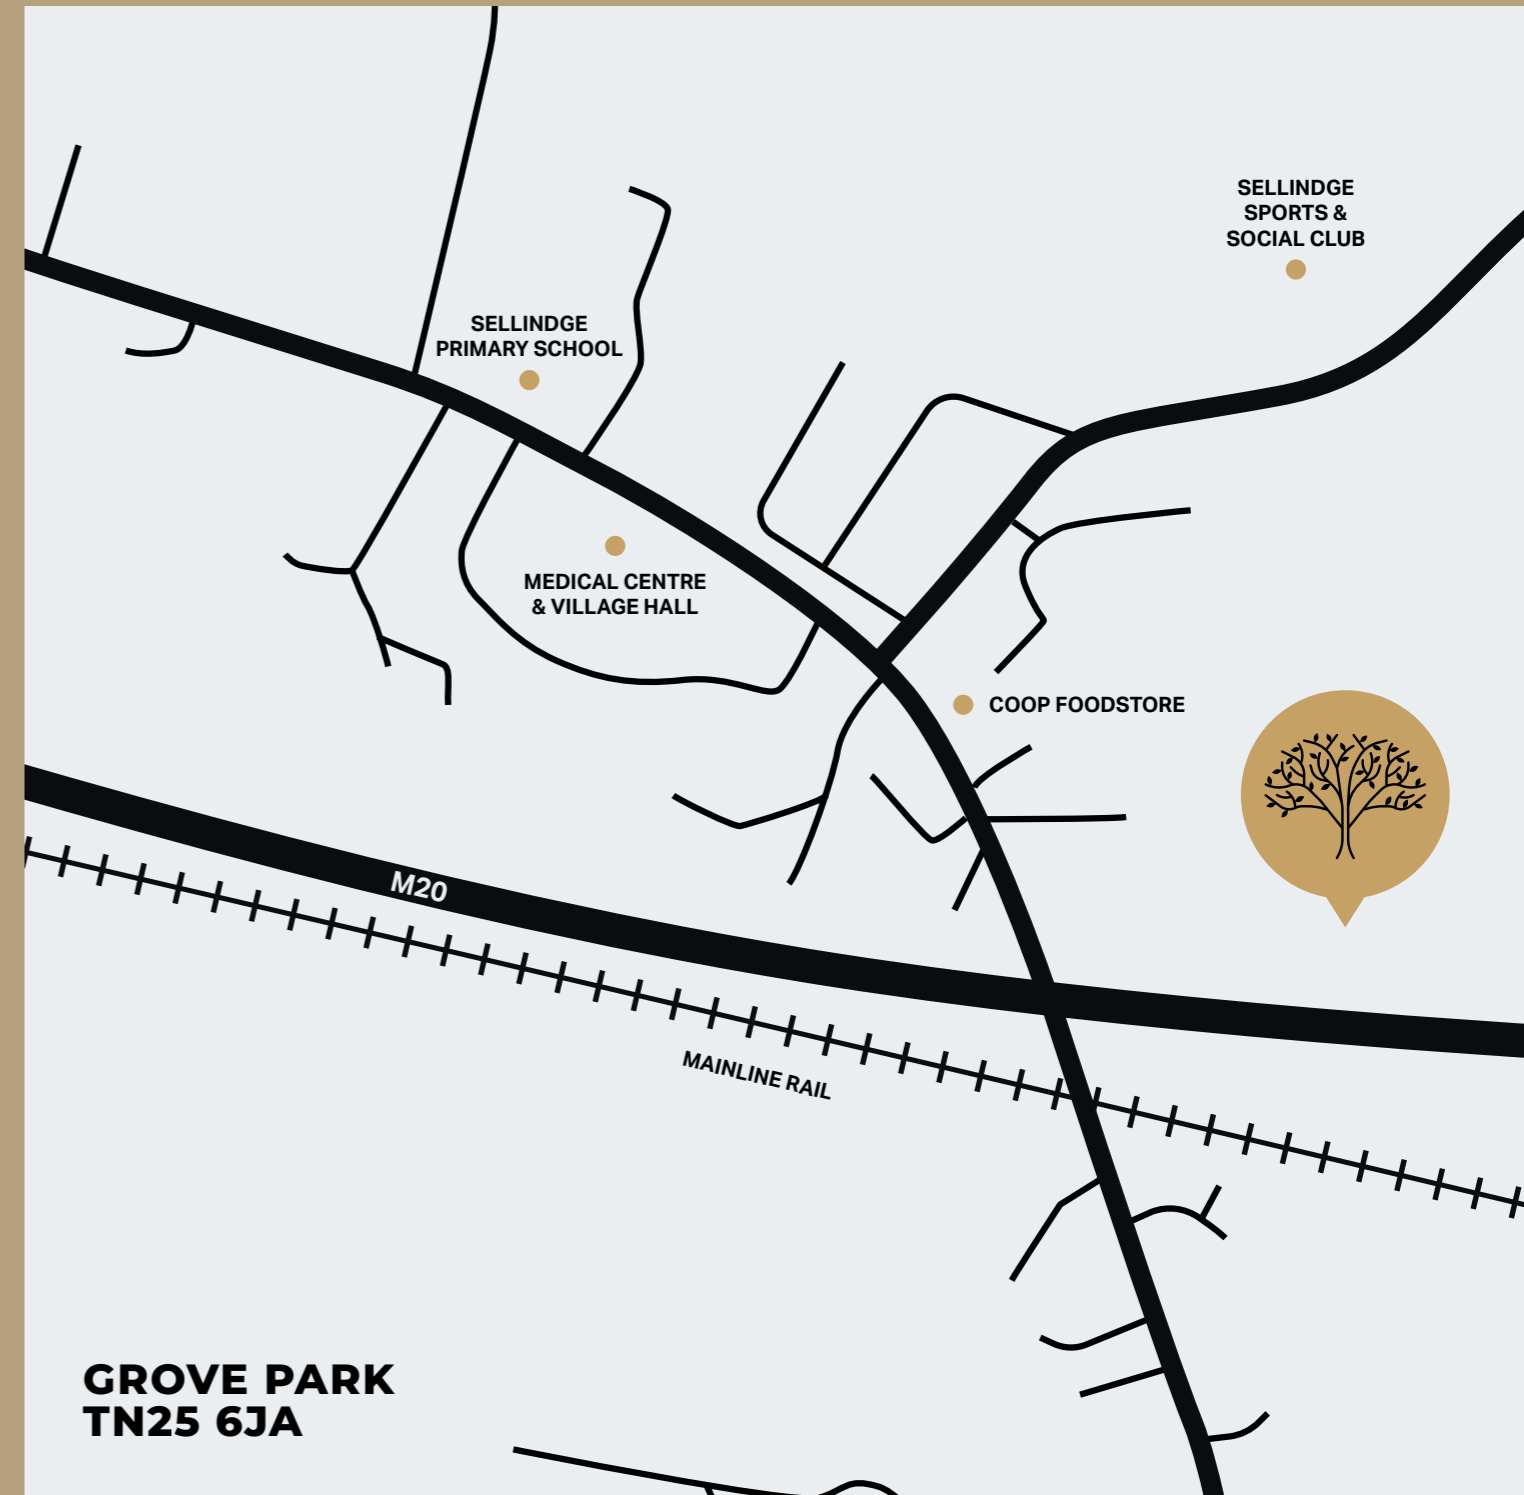 SELLINDGE
SPORTS &
SOCIAL CLUB
SELLINDGE
PRIMARY SCHOOL
MEDICAL CENTRE
& VILLAGE HALL
COOP FOODSTORE
M20
MAINLINE RAIL
GROVE PARK
TN25 6JA